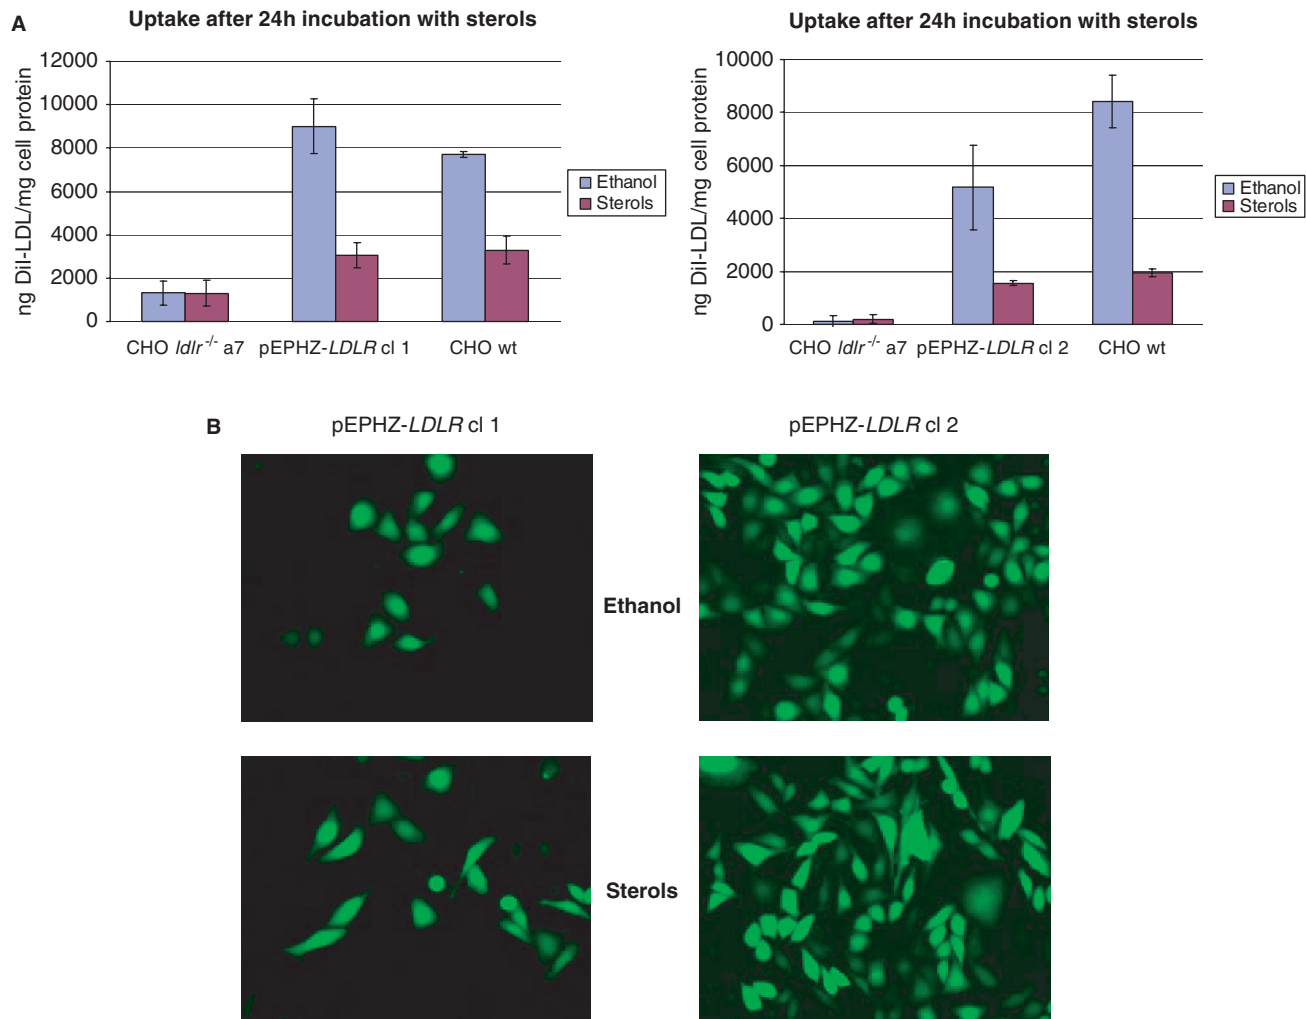 A
Uptake after 24h incubation with sterols
ng DiI-LDL/mg cell protein
12000
10000
8000
6000
4000
2000
0
CHO ldlr -/- a7
pEPHZ-LDLR cl 1
CHO wt
Ethanol
Sterols
Uptake after 24h incubation with sterols
ng DiI-LDL/mg cell protein
10000
8000
6000
4000
2000
0
CHO ldlr -/- a7
pEPHZ-LDLR cl 2
CHO wt
Ethanol
Sterols
B
pEPHZ-LDLR cl 1
pEPHZ-LDLR cl 2
Ethanol
Sterols